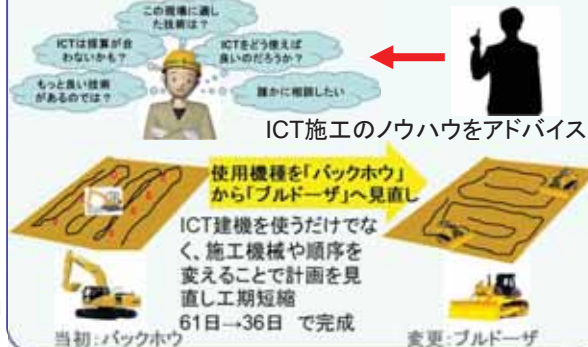 この現場に適し
た技術は？
ICTは採算が合
わないかも？
ICTをどう使えば
良いのだろうか？
もっと良い技術
があるのでは？
誰かに相談したい
ICT施工のノウハウをアドバイス
使用機種を「バックホウ」
から「ブルドーザ」へ見直し
ICT建機を使うだけでな
く、施工機械や順序を
変えることで計画を見
直し工期短縮
61日→36日 で完成
当初:バックホウ
変更:ブルドーザ